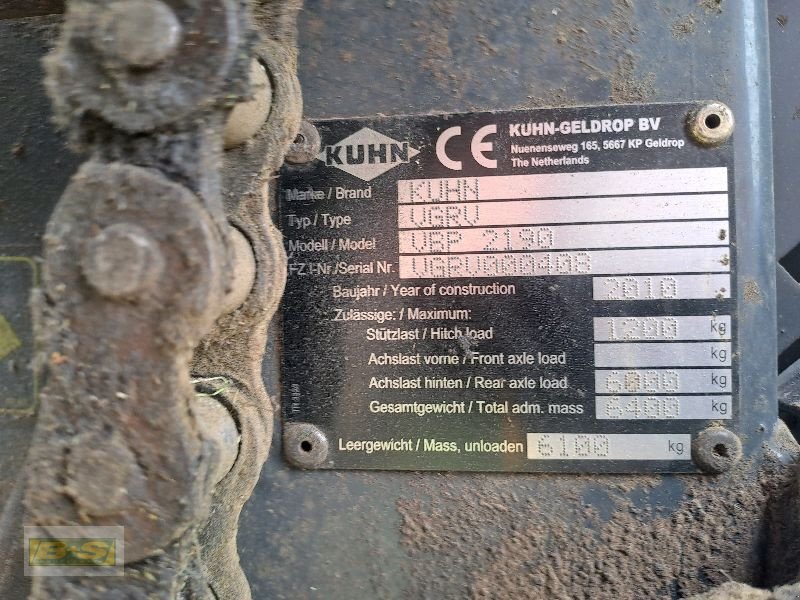 KUHN
CE
KUHN-GELDROP BV
Nuenenseweg 165, 5667 KP Geldrop
The Netherlands
Marke / Brand KUHN
Typ / Type VGRV
Modell / Model VBP 2190
FZ.I-Nr./Serial Nr. VGRV000408
Baujahr / Year of construction 2010
Zulässige: / Maximum:
Stützlast / Hitch load 1200 kg
Achslast vorne / Front axle load kg
Achslast hinten / Rear axle load 6000 kg
Gesamtgewicht / Total adm. mass 6400 kg
Leergewicht / Mass, unloaden 6100 kg
B+S